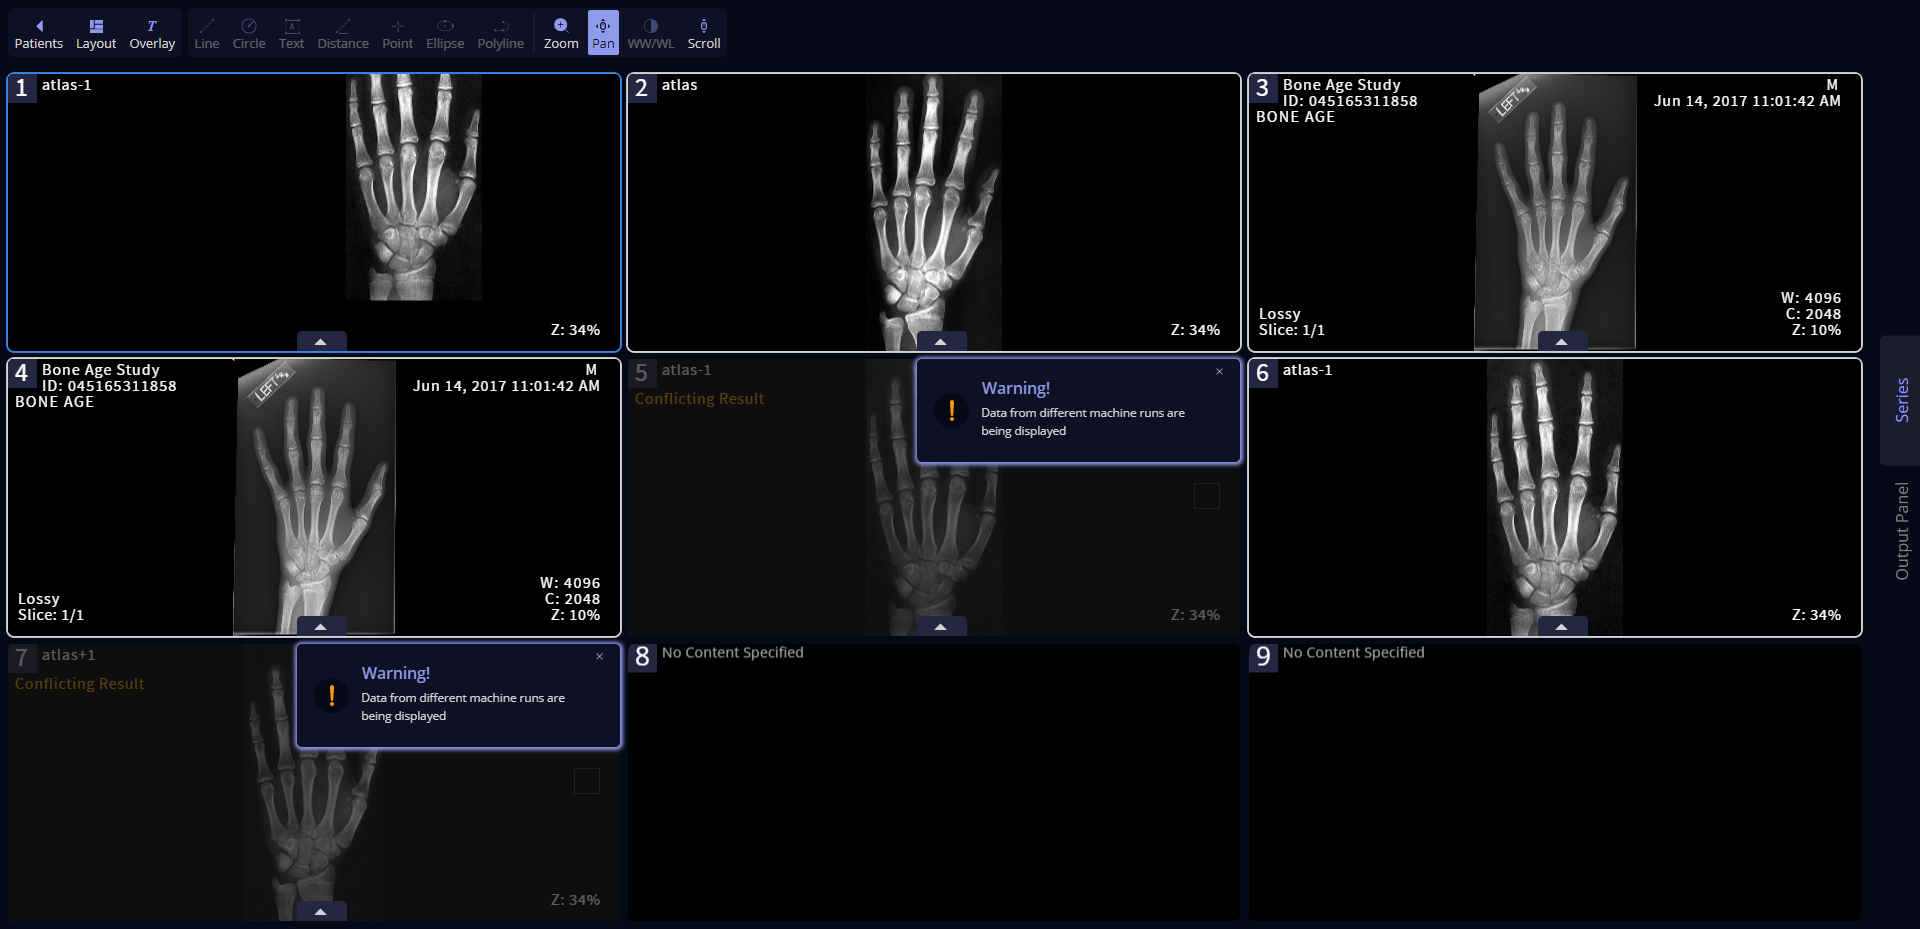 Patients Layout Overlay Line Circle Text Distance Point Ellipse Polyline Zoom Pan WW/WL Scroll
1 atlas-1
Z: 34%
2 atlas
Z: 34%
3 Bone Age Study M
ID: 045165311858 Jun 14, 2017 11:01:42 AM
BONE AGE
LEFT
W: 4096
Lossy C: 2048
Slice: 1/1 Z: 10%
4 Bone Age Study M
ID: 045165311858 Jun 14, 2017 11:01:42 AM
BONE AGE
LEFT
W: 4096
Lossy C: 2048
Slice: 1/1 Z: 10%
5 atlas-1
Conflicting Result
Warning!
Data from different machine runs are
being displayed
Z: 34%
6 atlas-1
Z: 34%
7 atlas+1
Conflicting Result
Warning!
Data from different machine runs are
being displayed
Z: 34%
8 No Content Specified
9 No Content Specified
Series
Output Panel